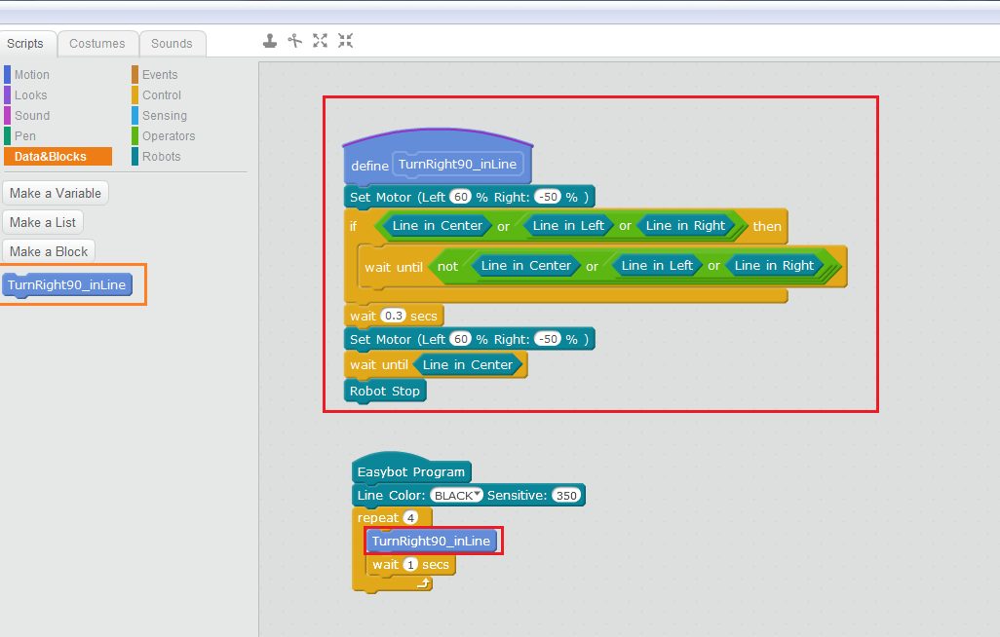 Scripts Costumes Sounds
Motion Events
Looks Control
Sound Sensing
Pen Operators
Data&Blocks Robots
Make a Variable
Make a List
Make a Block
TurnRight90_inLine
define TurnRight90_inLine
Set Motor (Left 60 % Right: -50 % )
if Line in Center or Line in Left or Line in Right then
wait until not Line in Center or Line in Left or Line in Right
wait 0.3 secs
Set Motor (Left 60 % Right: -50 % )
wait until Line in Center
Robot Stop
Easybot Program
Line Color: BLACK Sensitive: 350
repeat 4
TurnRight90_inLine
wait 1 secs